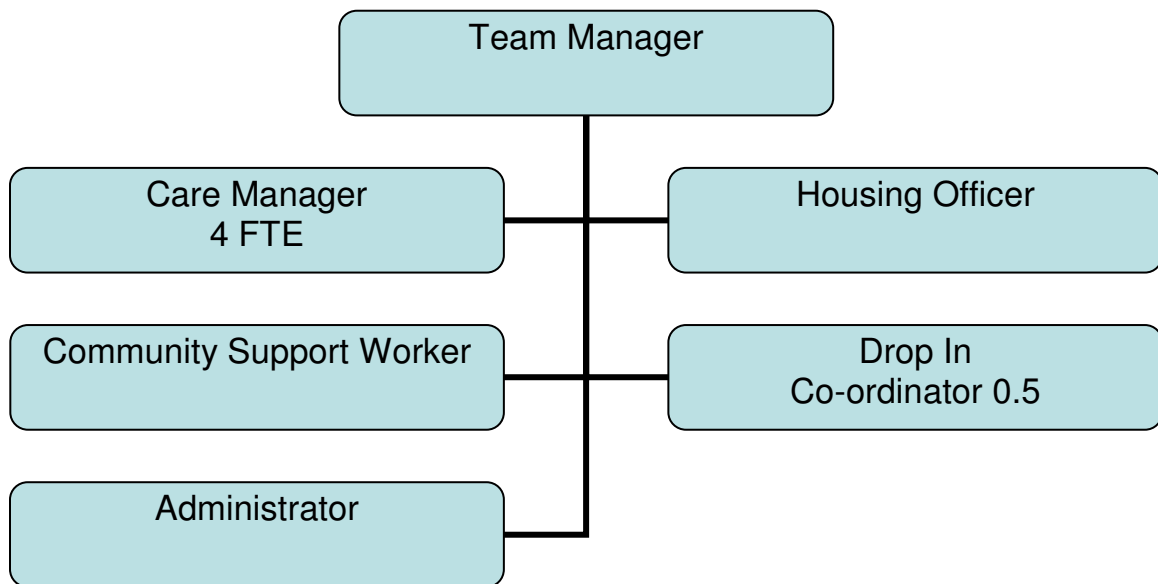 Team Manager
Care Manager
4 FTE
Housing Officer
Community Support Worker
Drop In
Co-ordinator 0.5
Administrator